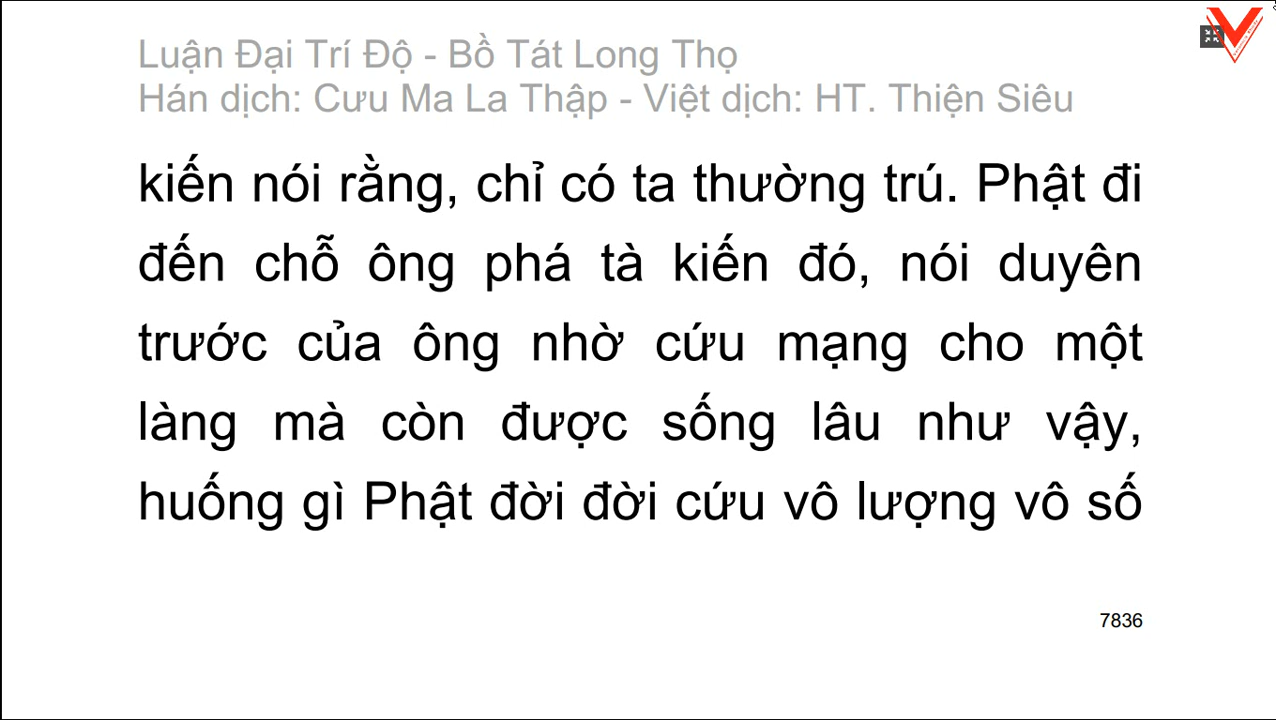 Luận Đại Trí Độ - Bồ Tát Long Thọ
Hán dịch: Cưu Ma La Thập - Việt dịch: HT. Thiện Siêu
kiến nói rằng, chỉ có ta thường trú. Phật đi
đến chỗ ông phá tà kiến đó, nói duyên
trước của ông nhờ cứu mạng cho một
làng mà còn được sống lâu như vậy,
huống gì Phật đời đời cứu vô lượng vô số
7836